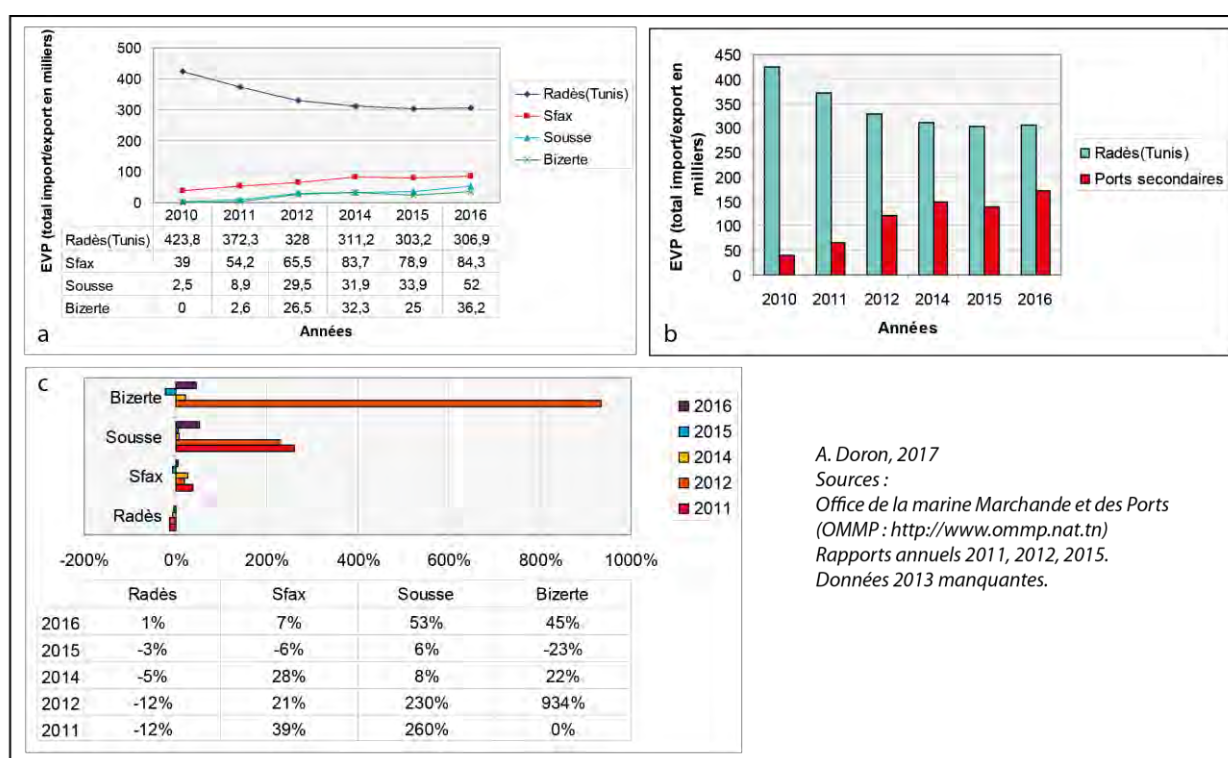 EVP (total import/export en milliers)
500
400
300
200
100
0
2010 2011 2012 2014 2015 2016
Radès(Tunis) 423,8 372,3 328 311,2 303,2 306,9
Sfax 39 54,2 65,5 83,7 78,9 84,3
Sousse 2,5 8,9 29,5 31,9 33,9 52
Bizerte 0 2,6 26,5 32,3 25 36,2
Années
a
Radès(Tunis)
Sfax
Sousse
Bizerte
EVP (total import/export en
milliers)
450
400
350
300
250
200
150
100
50
0
2010 2011 2012 2014 2015 2016
Années
b
Radès(Tunis)
Ports secondaires
c
Bizerte
Sousse
Sfax
Radès
-200% 0% 200% 400% 600% 800% 1000%
2016
2015
2014
2012
2011
Radès Sfax Sousse Bizerte
2016 1% 7% 53% 45%
2015 -3% -6% 6% -23%
2014 -5% 28% 8% 22%
2012 -12% 21% 230% 934%
2011 -12% 39% 260% 0%
A. Doron, 2017
Sources :
Office de la marine Marchande et des Ports
(OMMP : http://www.ommp.nat.tn)
Rapports annuels 2011, 2012, 2015.
Données 2013 manquantes.